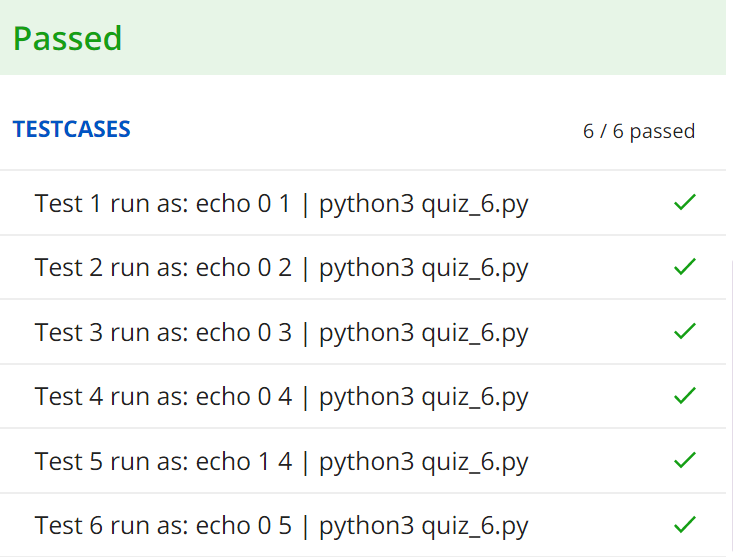 Passed
TESTCASES 6 / 6 passed
Test 1 run as: echo 0 1 | python3 quiz_6.py
Test 2 run as: echo 0 2 | python3 quiz_6.py
Test 3 run as: echo 0 3 | python3 quiz_6.py
Test 4 run as: echo 0 4 | python3 quiz_6.py
Test 5 run as: echo 1 4 | python3 quiz_6.py
Test 6 run as: echo 0 5 | python3 quiz_6.py